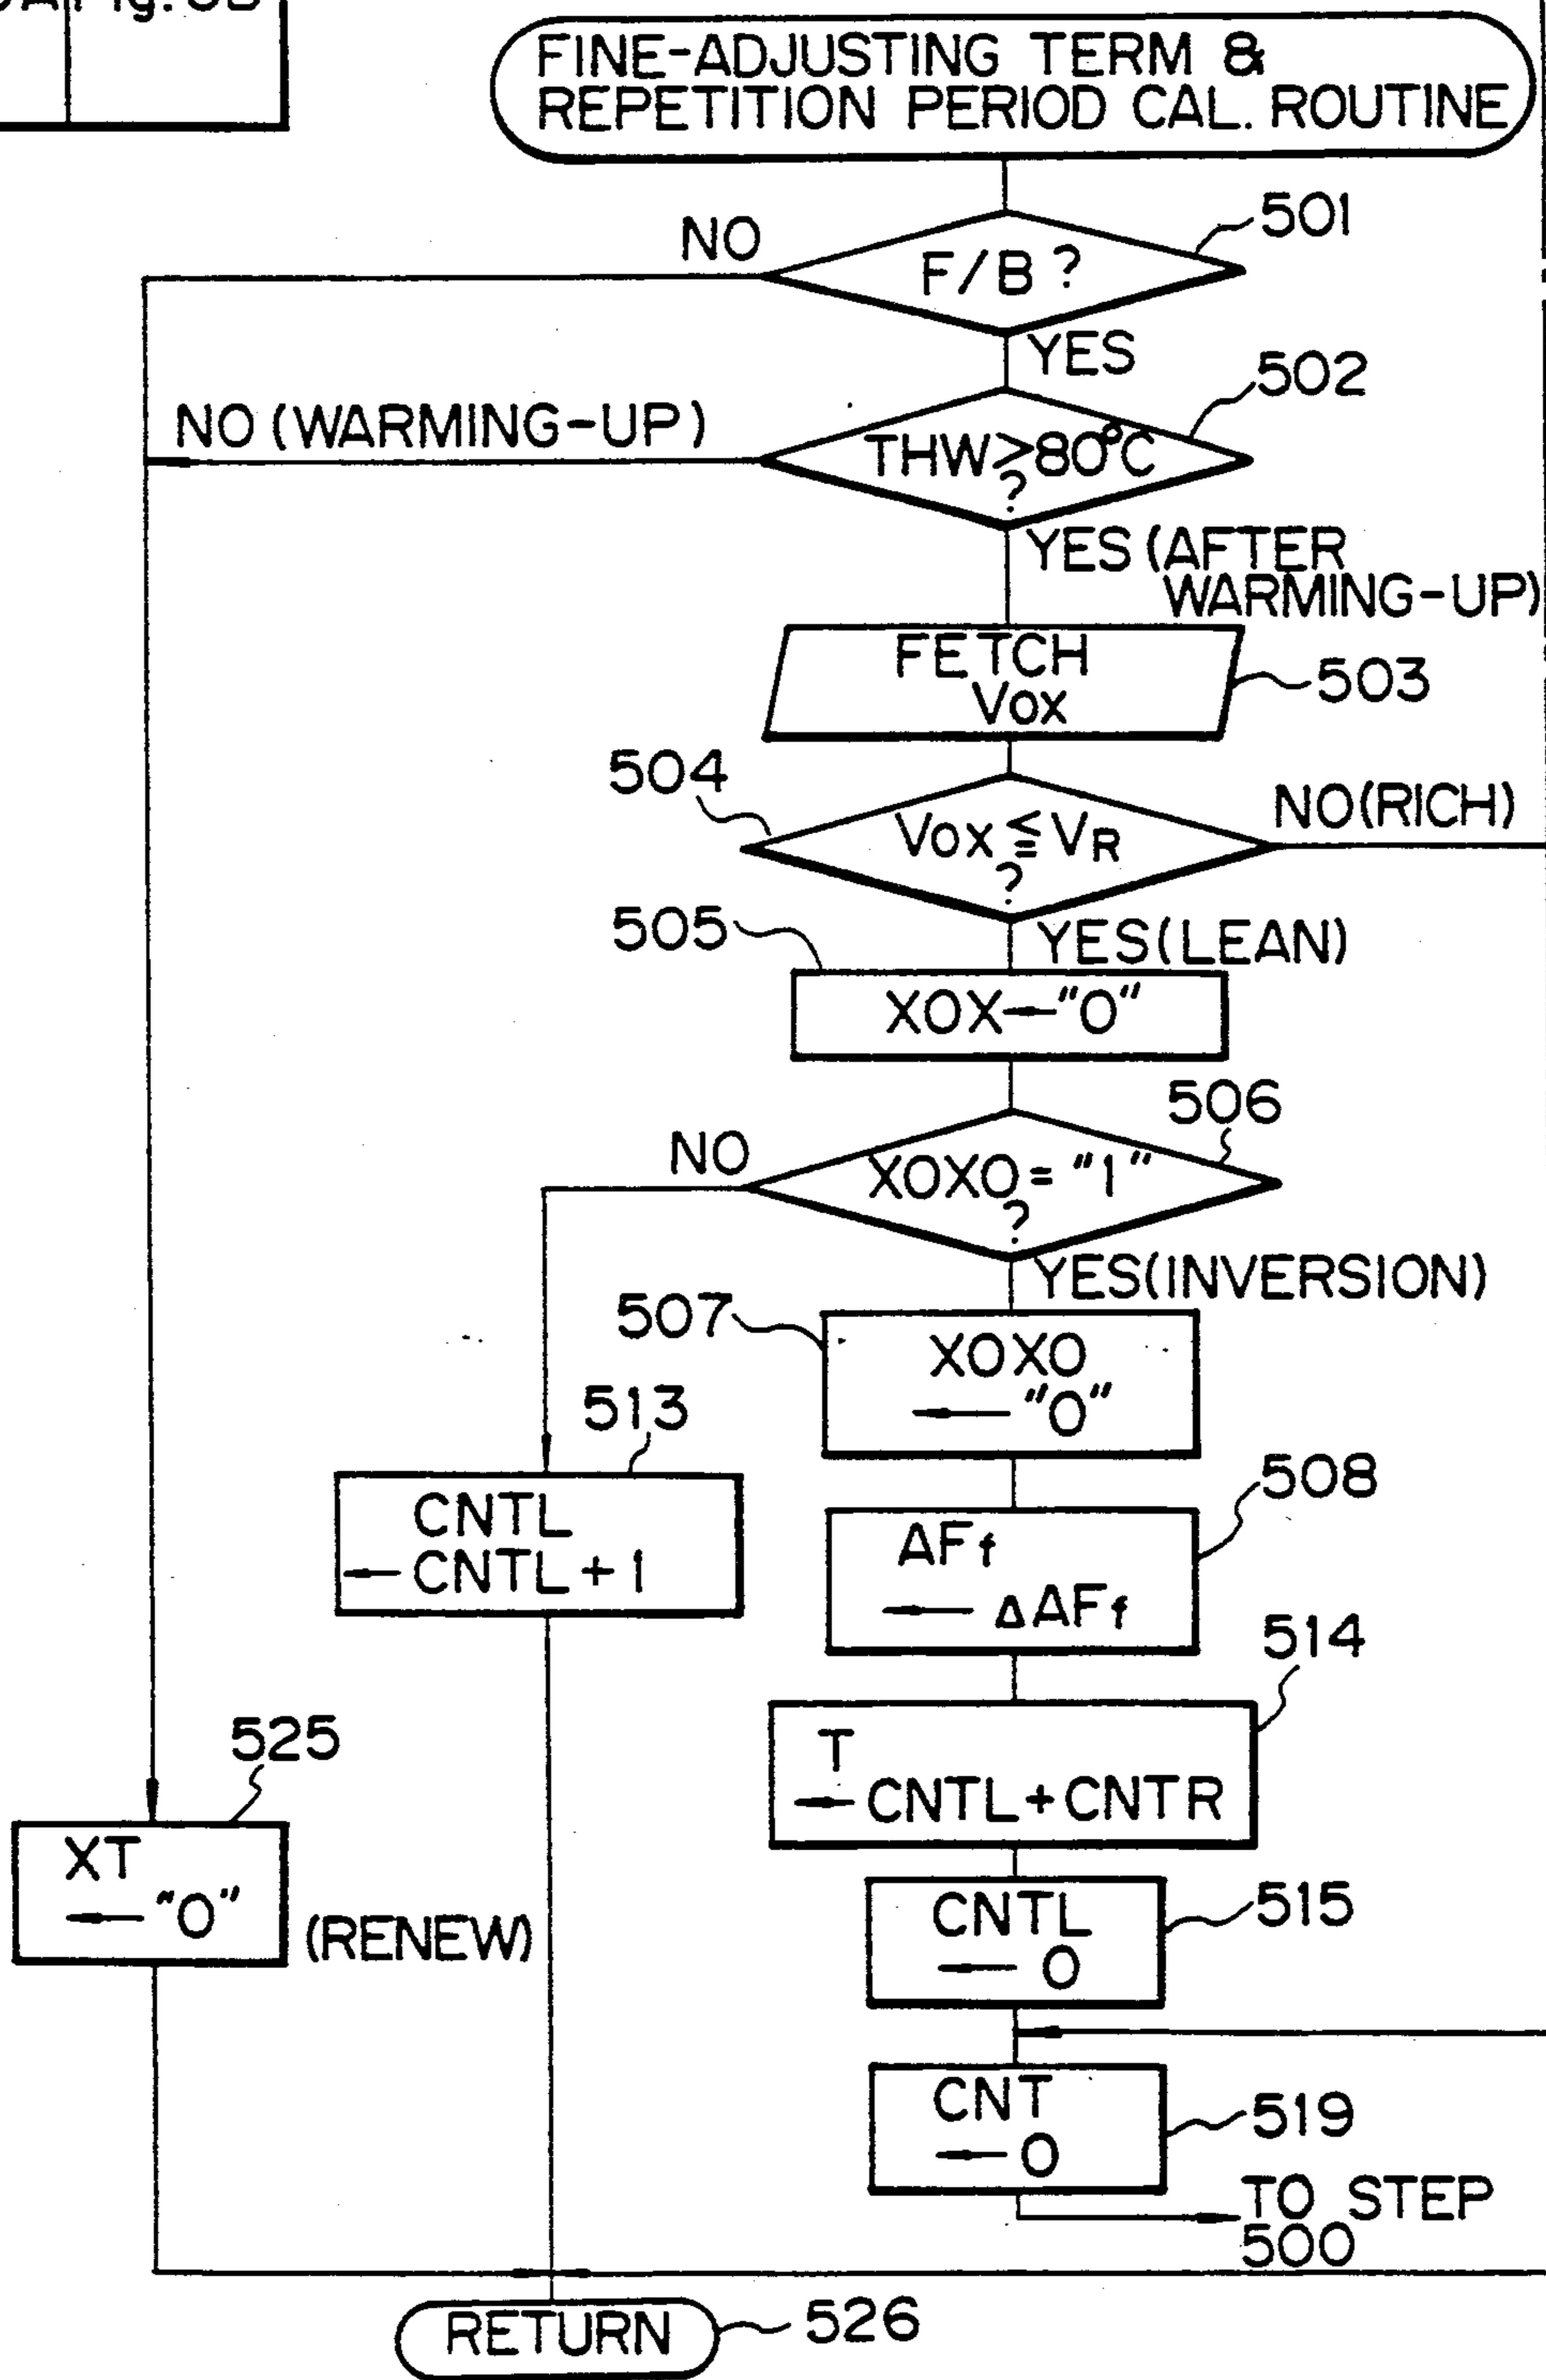 Fig. 5B
FINE-ADJUSTING TERM &
REPETITION PERIOD CAL. ROUTINE
501
NO
F/B ?
YES
502
NO (WARMING-UP)
THW>80°C
?
YES (AFTER
WARMING-UP)
FETCH
Vox
503
504
NO(RICH)
Vox ≦ VR
?
505
YES(LEAN)
XOX←"0"
506
NO
XOXO = "1"
?
YES(INVERSION)
507
XOXO
← "0"
513
CNTL
← CNTL + 1
508
AFf
← ΔAFf
514
T
← CNTL + CNTR
525
XT
← "0"
(RENEW)
CNTL
← 0
515
CNT
← 0
519
TO STEP
500
RETURN
526